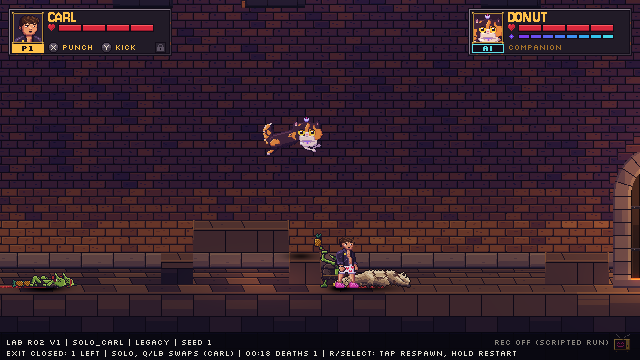 CARL
P1
X PUNCH Y KICK
DONUT
AI
COMPANION
LAB R02 V1 | SOLO_CARL | LEGACY | SEED 1
REC OFF (SCRIPTED RUN)
EXIT CLOSED: 1 LEFT | SOLO, Q/LB SWAPS (CARL) | 00:18 DEATHS 1 | R/SELECT: TAP RESPAWN, HOLD RESTART